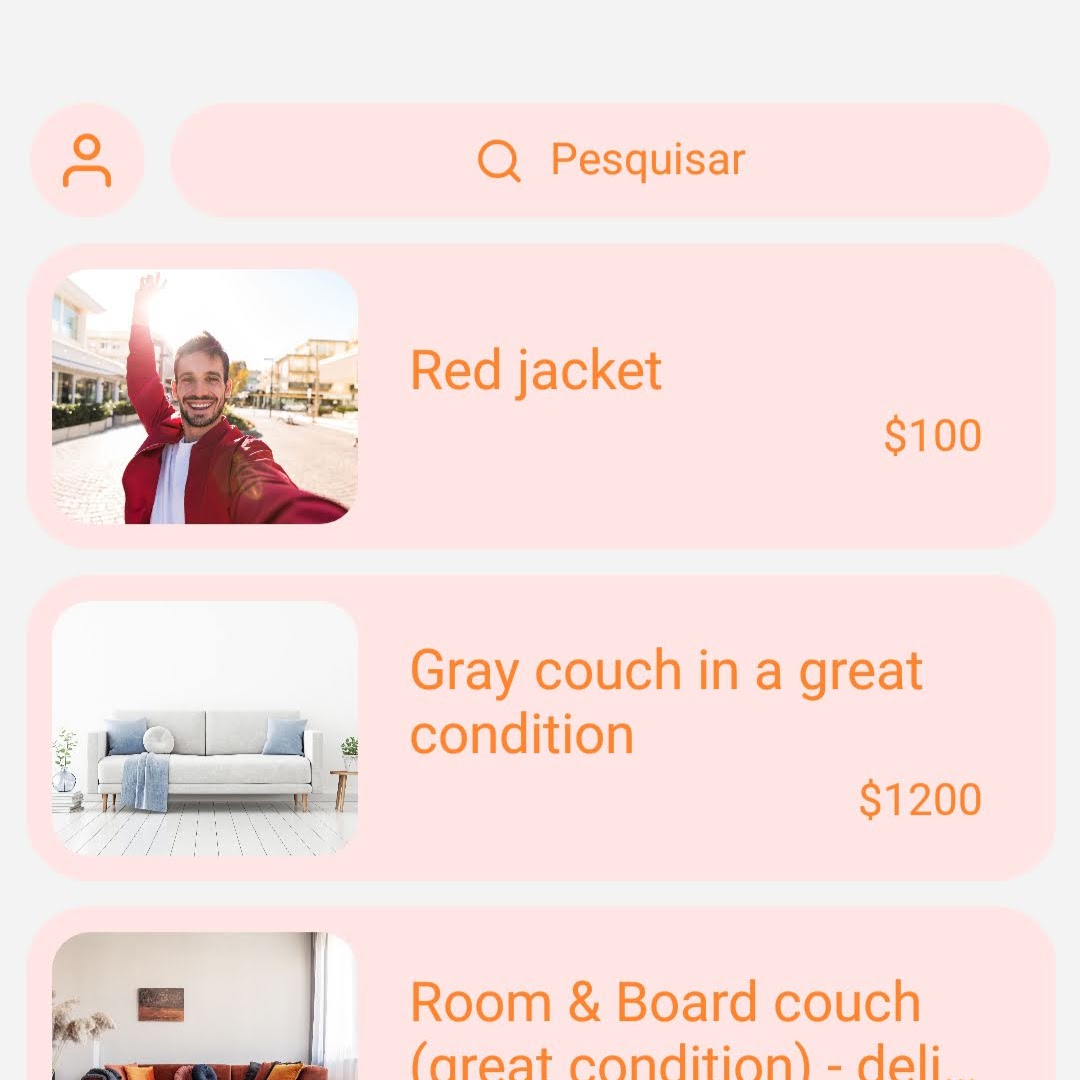 Pesquisar
Red jacket
$100
Gray couch in a great
condition
$1200
Room & Board couch
(great condition) - deli...